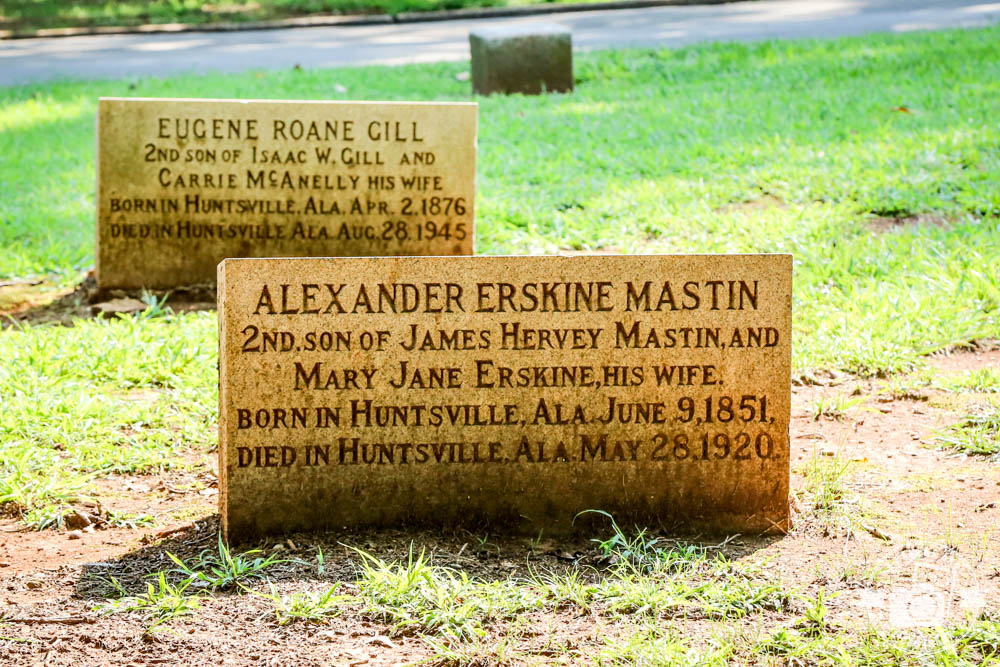 EUGENE ROANE GILL
2ND SON OF ISAAC W. GILL AND
CARRIE MCANELLY HIS WIFE
BORN IN HUNTSVILLE, ALA. APR. 2, 1876
DIED IN HUNTSVILLE ALA. AUG. 28, 1945
ALEXANDER ERSKINE MASTIN
2ND. SON OF JAMES HERVEY MASTIN, AND
MARY JANE ERSKINE, HIS WIFE.
BORN IN HUNTSVILLE, ALA. JUNE 9, 1851,
DIED IN HUNTSVILLE, ALA. MAY 28, 1920.